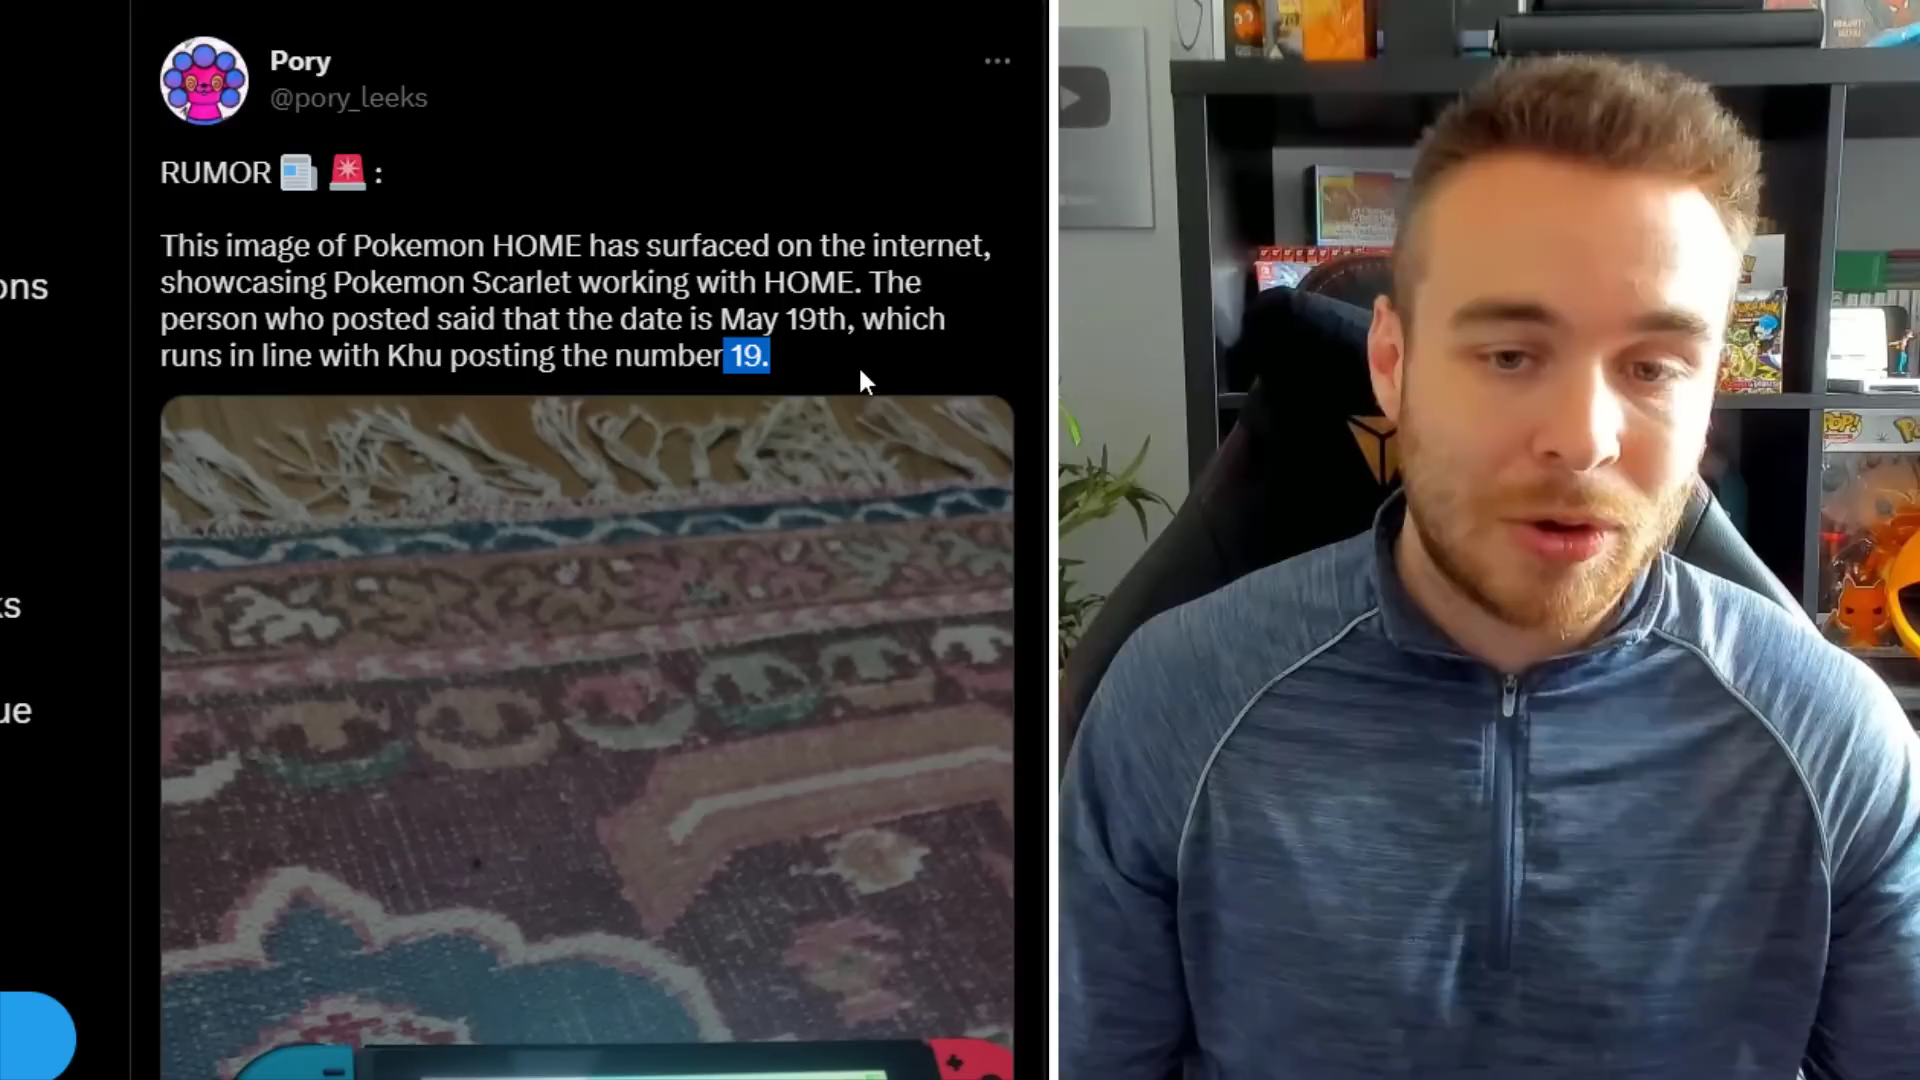 Pory
@pory_leeks
RUMOR :
This image of Pokemon HOME has surfaced on the internet,
showcasing Pokemon Scarlet working with HOME. The
person who posted said that the date is May 19th, which
runs in line with Khu posting the number 19.
ons
ks
ue
POP!